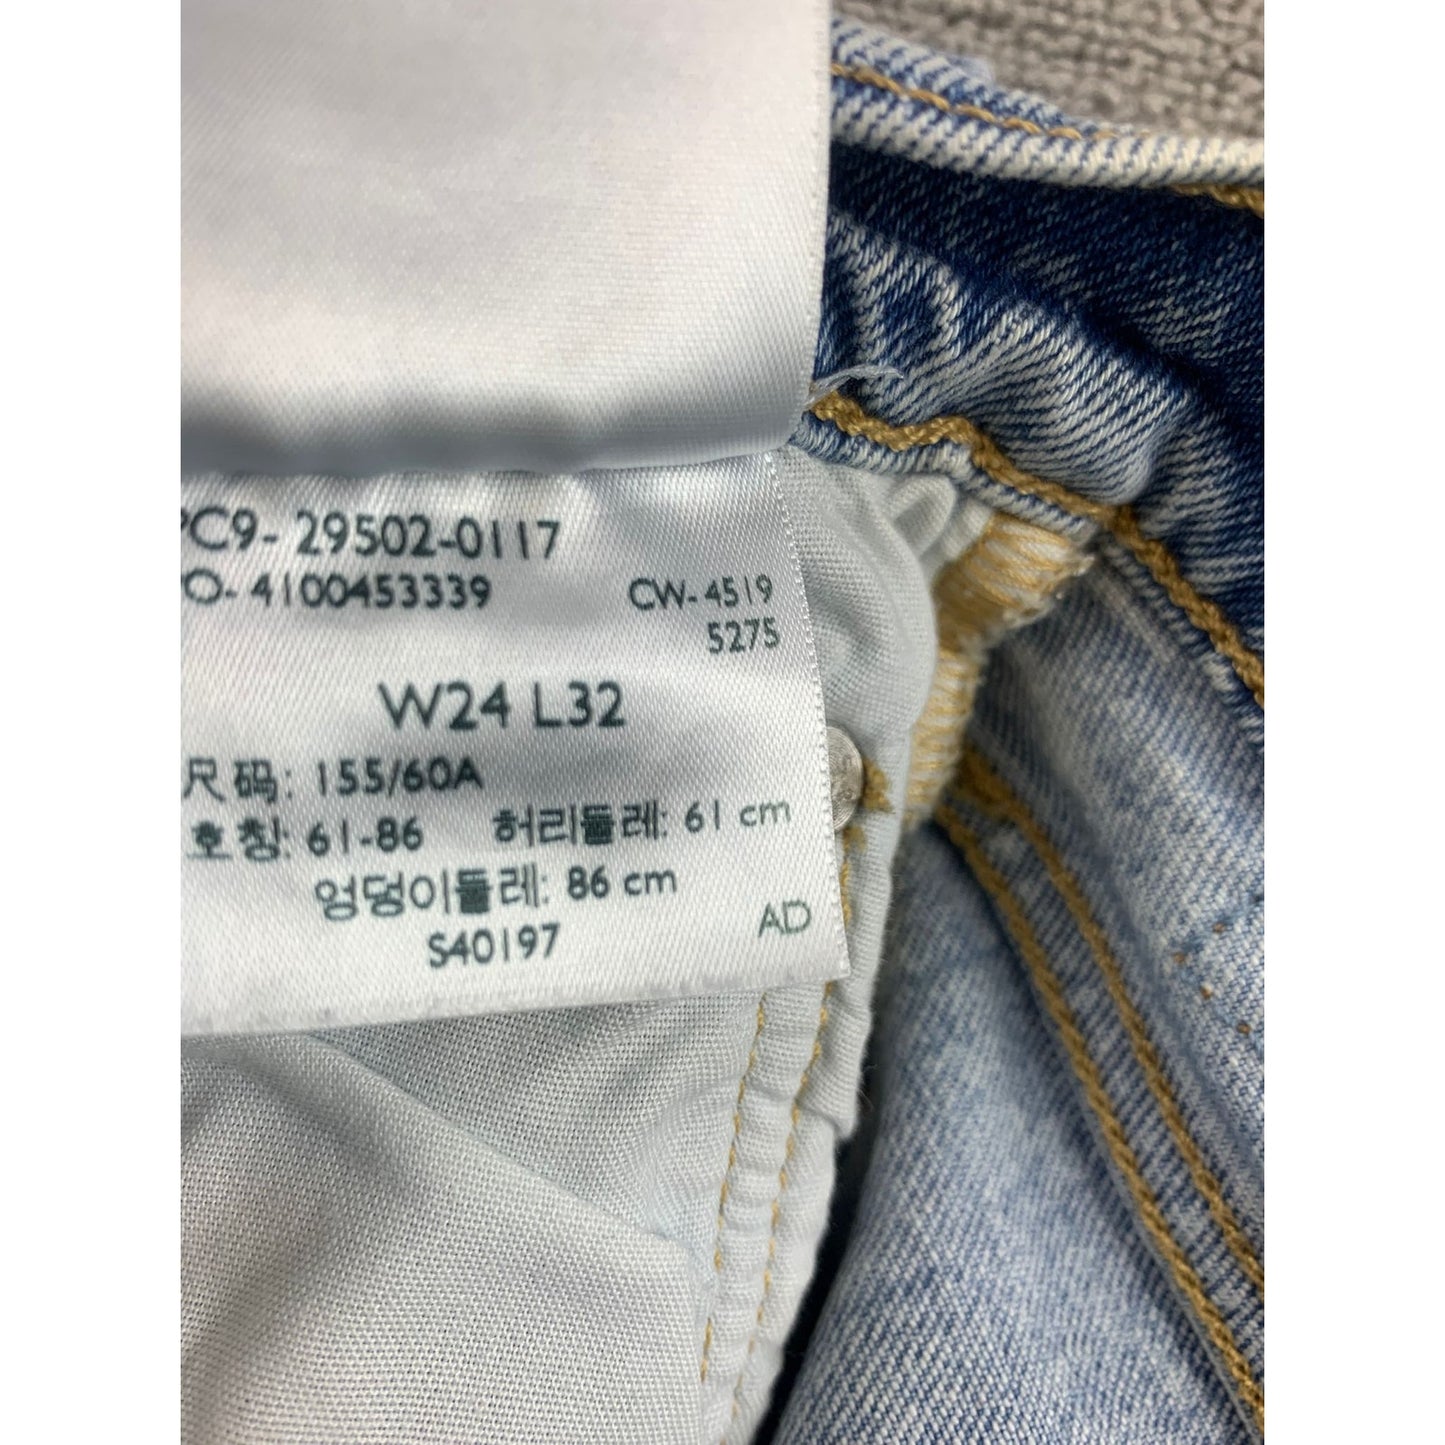 PC9- 29502-0117
PO- 4100453339 CW- 4519
5275
W24 L32
尺码: 155/60A
호칭: 61-86 허리둘레: 61 cm
엉덩이둘레: 86 cm
S40197 AD